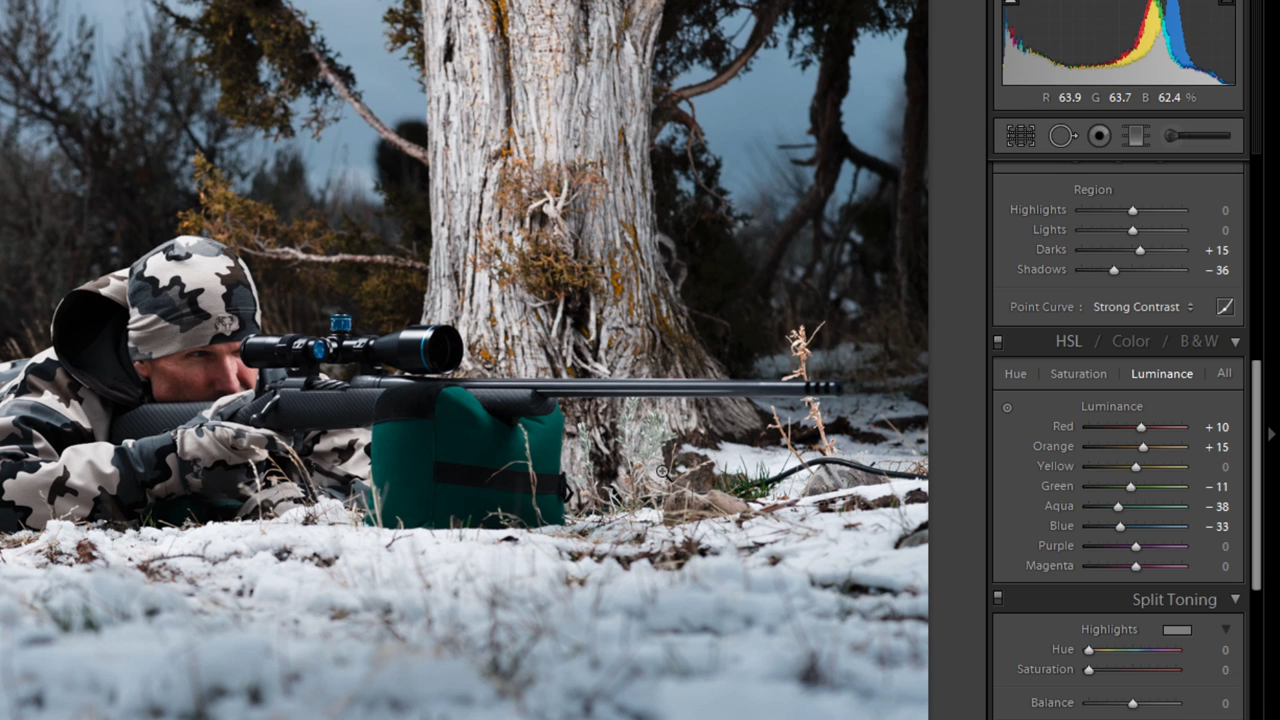 R 63.9 G 63.7 B 62.4 %
Region
Highlights 0
Lights 0
Darks + 15
Shadows − 36
Point Curve : Strong Contrast
HSL / Color / B & W
Hue Saturation Luminance All
Luminance
Red + 10
Orange + 15
Yellow 0
Green − 11
Aqua − 38
Blue − 33
Purple 0
Magenta 0
Split Toning
Highlights
Hue 0
Saturation 0
Balance 0